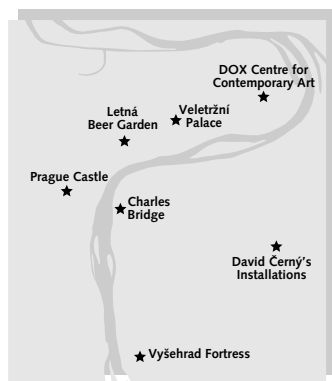 DOX Centre for
Contemporary Art
Letná
Beer Garden
Veletržní
Palace
Prague Castle
Charles
Bridge
David Černý's
Installations
Vyšehrad Fortress